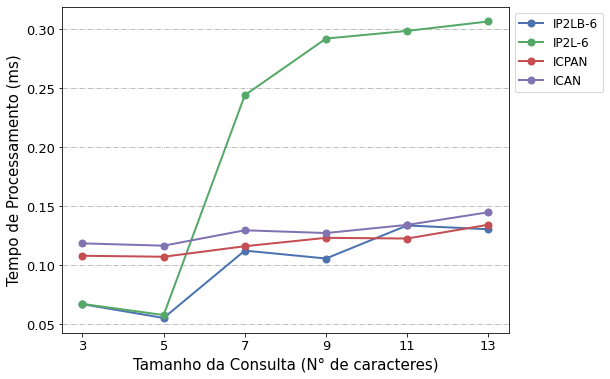 Tempo de Processamento (ms)
0.30
0.25
0.20
0.15
0.10
0.05
3 5 7 9 11 13
Tamanho da Consulta (N° de caracteres)
IP2LB-6
IP2L-6
ICPAN
ICAN